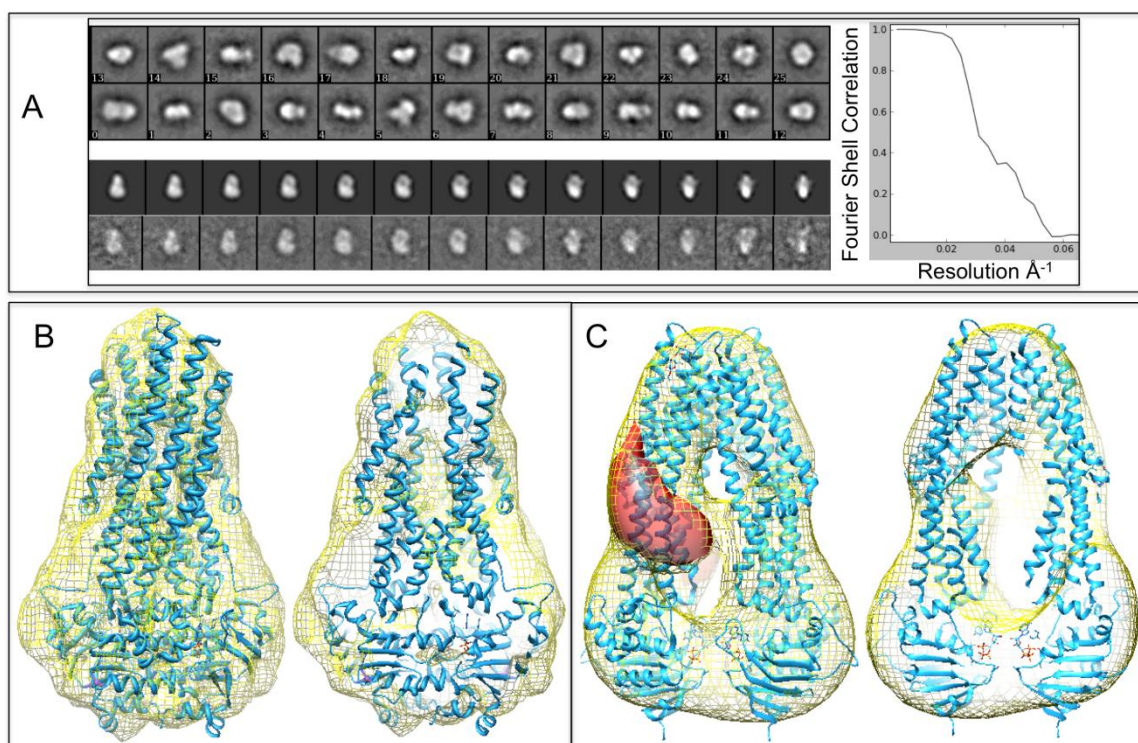 A
13 14 15 16 17 18 19 20 21 22 23 24 25
0 1 2 3 4 5 6 7 8 9 10 11 12
Fourier Shell Correlation
1.0
0.8
0.6
0.4
0.2
0.0
0.02 0.04 0.06
Resolution Å-1
B
C